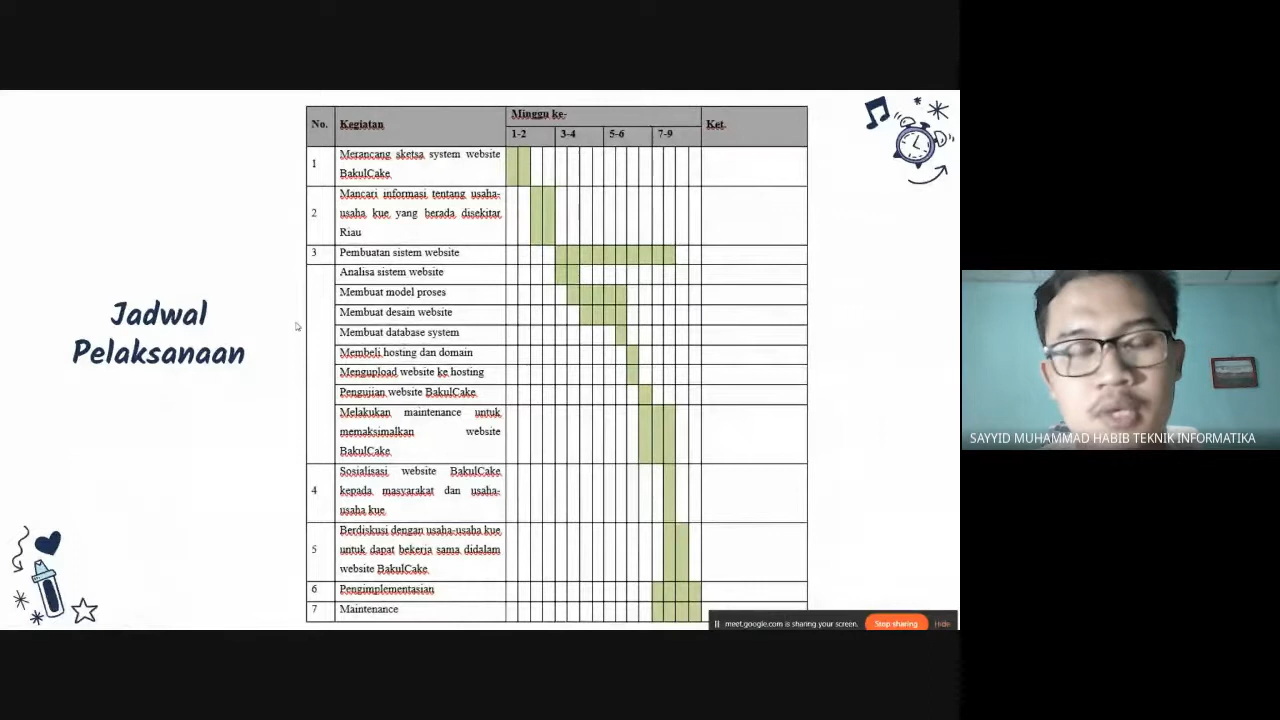 Jadwal
Pelaksanaan
No.
Kegiatan
Minggu ke-
Ket.
1-2
3-4
5-6
7-9
1
Merancang sketsa system website
BakulCake
2
Mancari informasi tentang usaha-
usaha kue yang berada disekitar
Riau
3
Pembuatan sistem website
Analisa sistem website
Membuat model proses
Membuat desain website
Membuat database system
Membeli hosting dan domain
Mengupload website ke hosting
Pengujian website BakulCake
Melakukan maintenance untuk
memaksimalkan website
BakulCake
4
Sosialisasi website BakulCake
kepada masyarakat dan usaha-
usaha kue
5
Berdiskusi dengan usaha-usaha kue
untuk dapat bekerja sama didalam
website BakulCake
6
Pengimplementasian
7
Maintenance
meet.google.com is sharing your screen.
Stop sharing
Hide
SAYYID MUHAMMAD HABIB TEKNIK INFORMATIKA